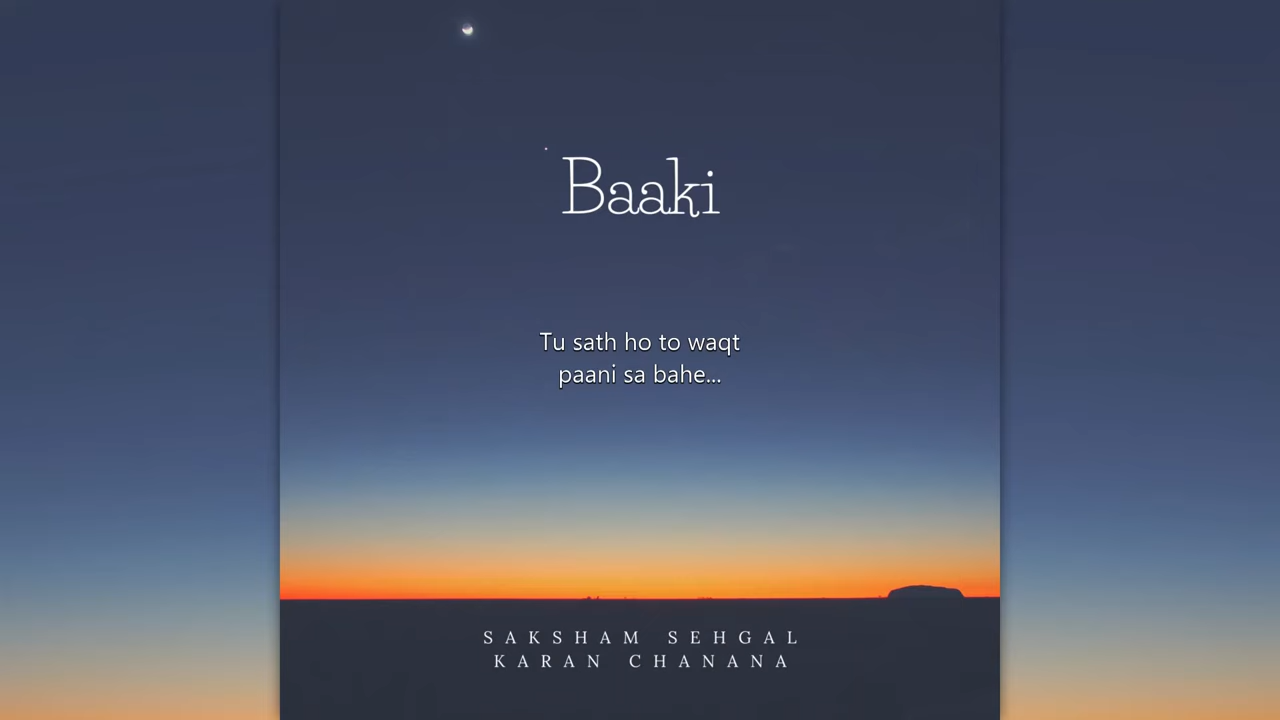 Baaki
Tu sath ho to waqt
paani sa bahe...
SAKSHAM SEHGAL
KARAN CHANANA